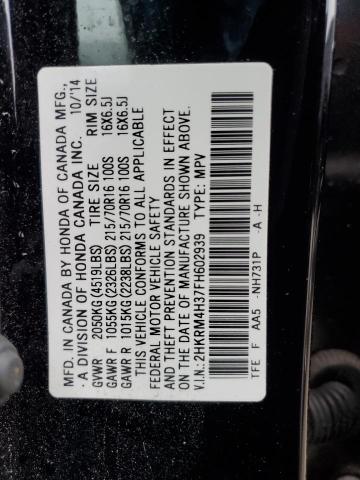 MFD. IN CANADA BY HONDA OF CANADA MFG.,
-A DIVISION OF HONDA CANADA INC. 10/'14
GVWR 2050KG(4519LBS) TIRE SIZE RIM SIZE
GAWR F 1055KG(2326LBS) 215/70R16 100S 16X6.5J
GAWR R 1015KG(2238LBS) 215/70R16 100S 16X6.5J
THIS VEHICLE CONFORMS TO ALL APPLICABLE
FEDERAL MOTOR VEHICLE SAFETY
AND THEFT PREVENTION STANDARDS IN EFFECT
ON THE DATE OF MANUFACTURE SHOWN ABOVE.
V.I.N.: 2HKRM4H37FH602939 TYPE: MPV
TFE F AA5 -NH731P -A -H